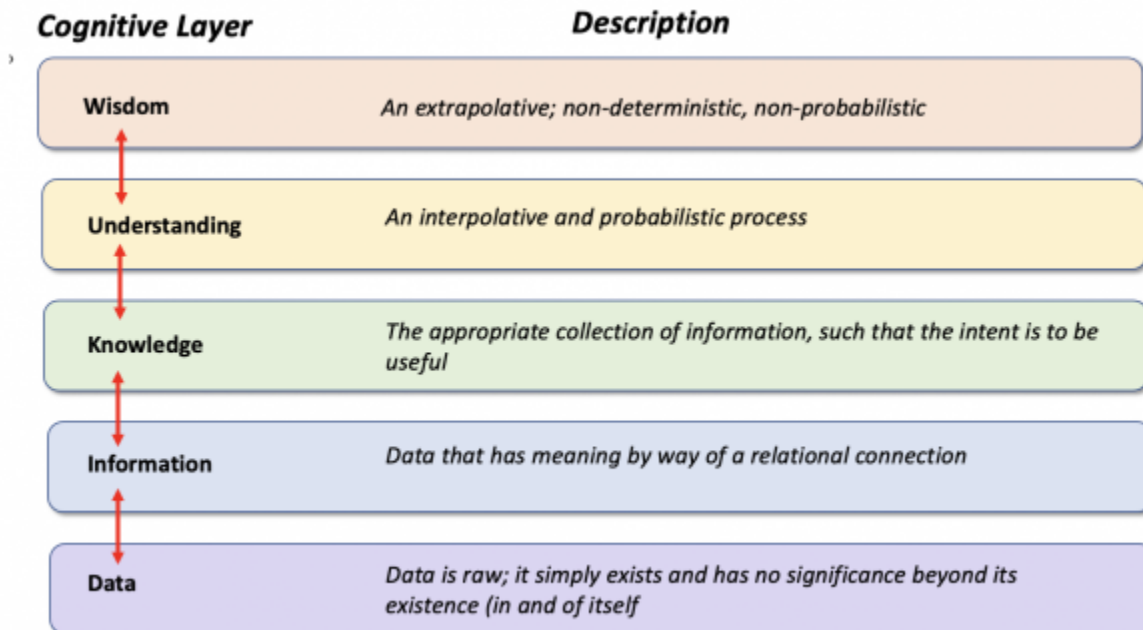 Cognitive Layer Description
Wisdom An extrapolative; non-deterministic, non-probabilistic
Understanding An interpolative and probabilistic process
Knowledge The appropriate collection of information, such that the intent is to be
useful
Information Data that has meaning by way of a relational connection
Data Data is raw; it simply exists and has no significance beyond its
existence (in and of itself